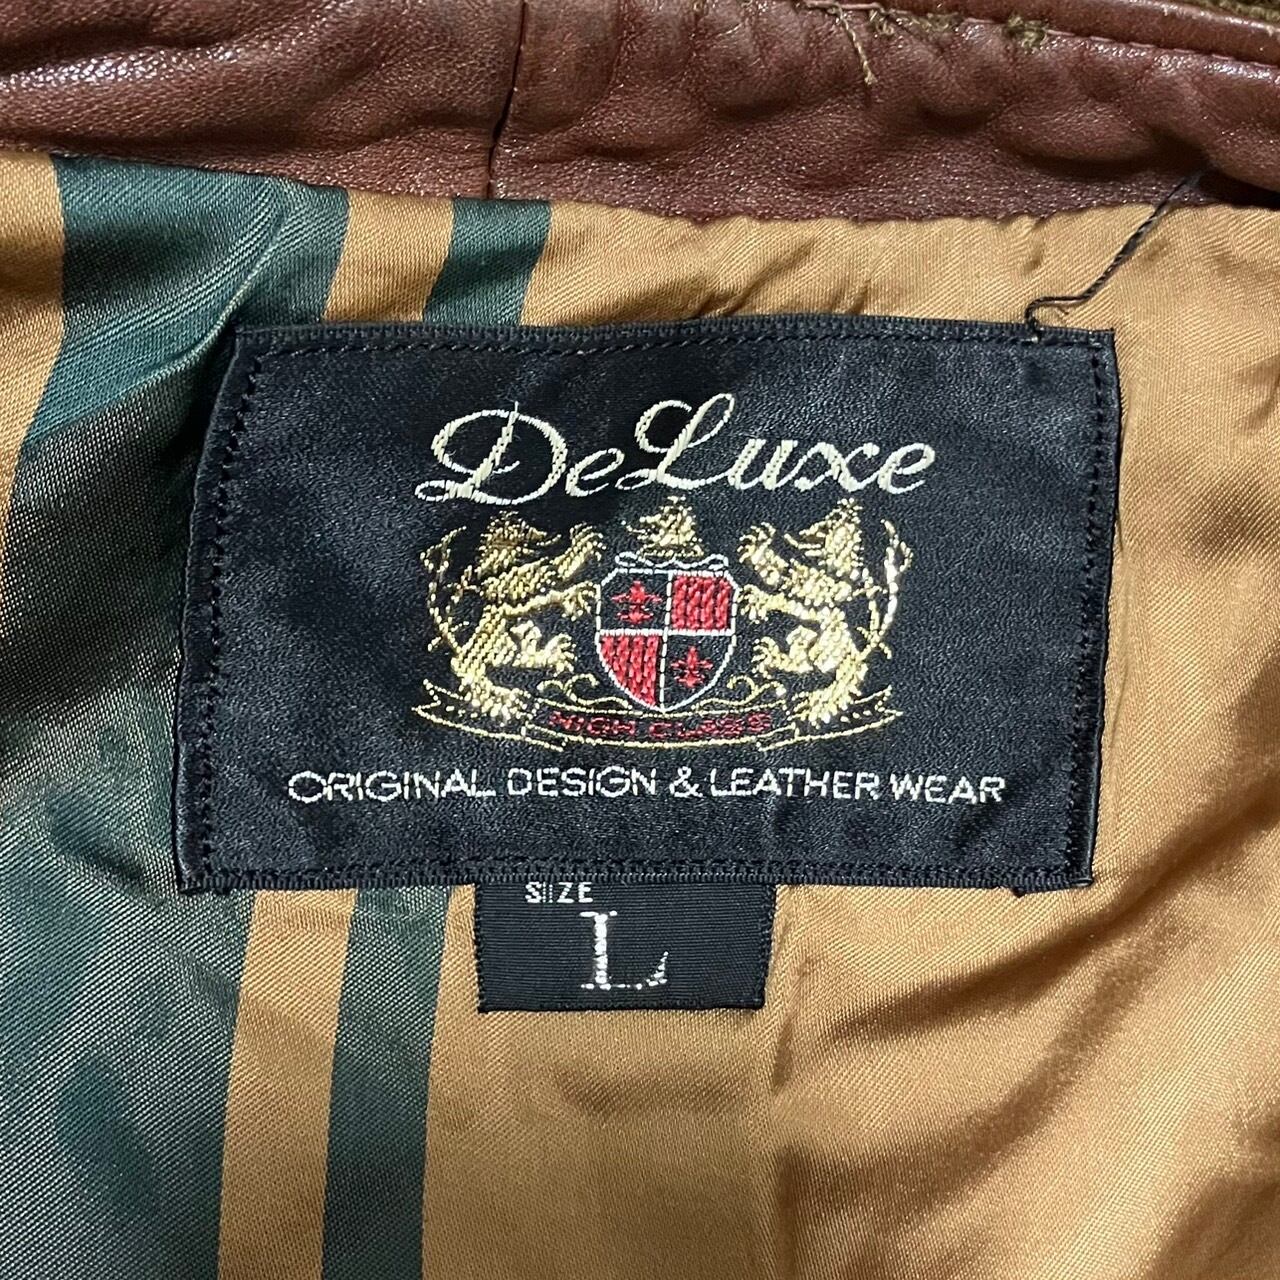 DeLuxe
HIGH CLASS
ORIGINAL DESIGN & LEATHER WEAR
SIZE
L